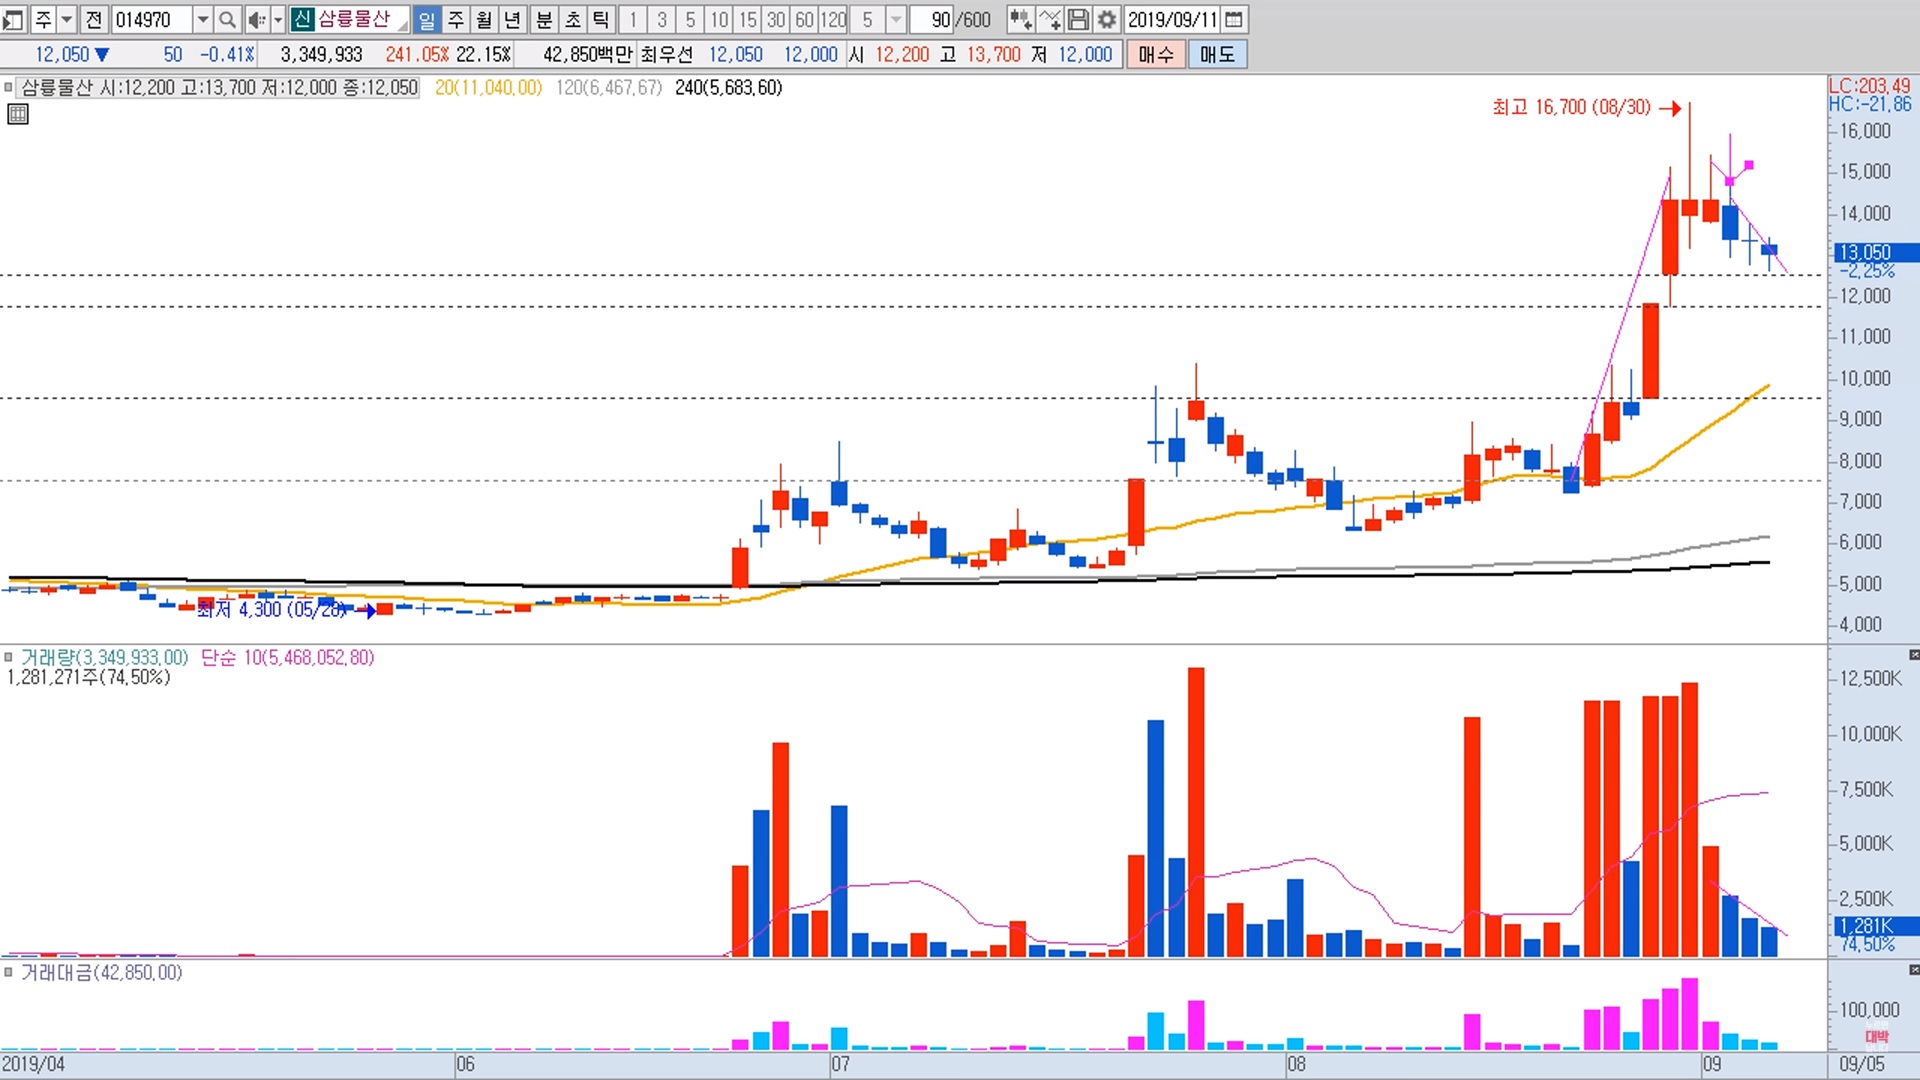 주 전 014970 신 삼륭물산 일 주 월 년 분 초 틱 1 3 5 10 15 30 60 120 5 90 /600 2019/09/11
12,050 ▼ 50 -0.41% 3,349,933 241.05% 22.15% 42,850백만 최우선 12,050 12,000 시 12,200 고 13,700 저 12,000 매수 매도
삼륭물산 시:12,200 고:13,700 저:12,000 종:12,050 20(11,040.00) 120(6,467.67) 240(5,683.60)
LC:203.49
HC:-21.86
최고 16,700 (08/30)
16,000
15,000
14,000
13,050
-2.25%
12,000
11,000
10,000
9,000
8,000
7,000
6,000
5,000
최저 4,300 (05/28)
4,000
거래량(3,349,933.00) 단순 10(5,468,052.80)
1,281,271주(74.50%)
12,500K
10,000K
7,500K
5,000K
2,500K
1,281K
74.50%
거래대금(42,850.00)
100,000
대박
2019/04 06 07 08 09 09/05